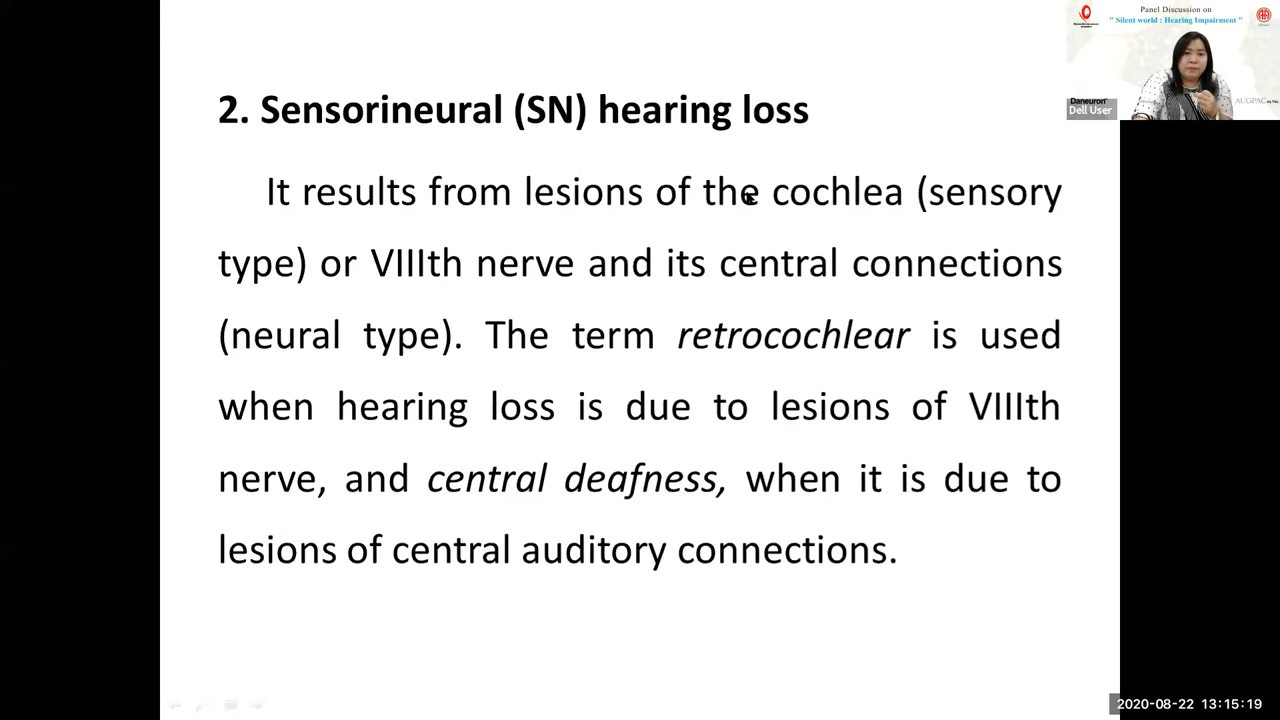 Panel Discussion on
" Silent world : Hearing Impairment "
Daneuron
Dell User
AUGPAC
2. Sensorineural (SN) hearing loss
It results from lesions of the cochlea (sensory
type) or VIIIth nerve and its central connections
(neural type). The term retrocochlear is used
when hearing loss is due to lesions of VIIIth
nerve, and central deafness, when it is due to
lesions of central auditory connections.
2020-08-22 13:15:19